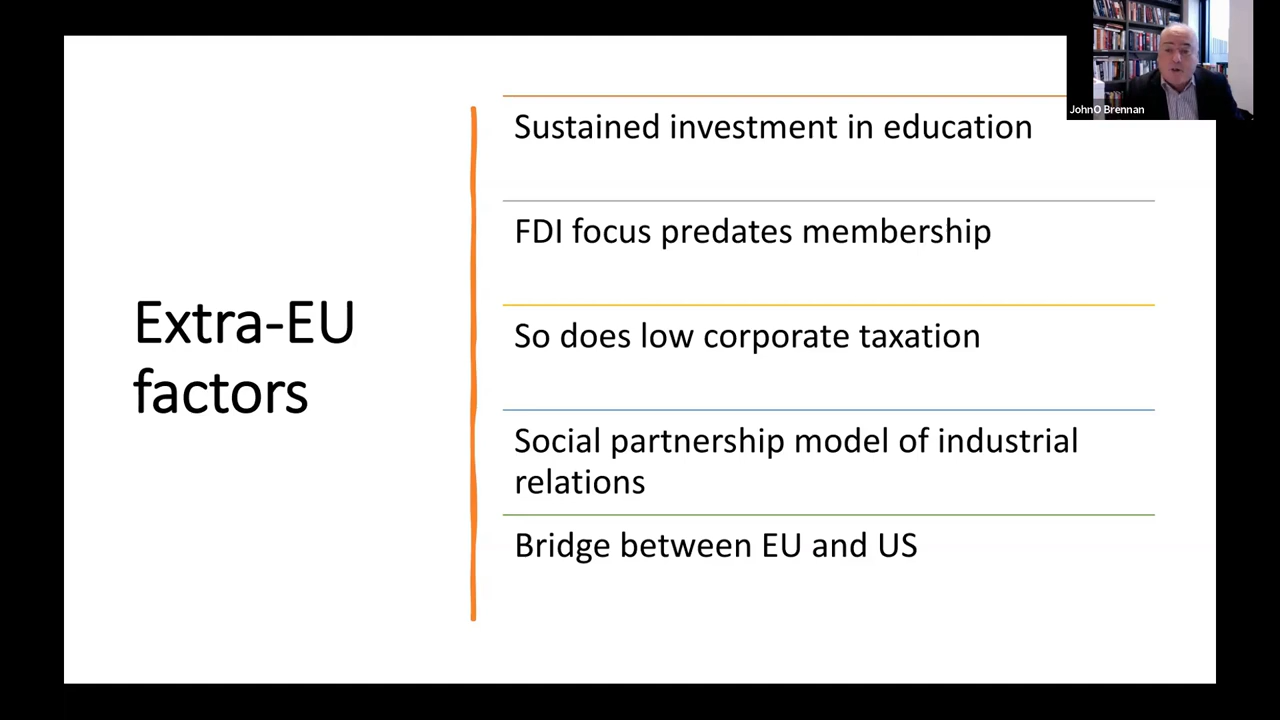 JohnO Brennan
Extra-EU
factors
Sustained investment in education
FDI focus predates membership
So does low corporate taxation
Social partnership model of industrial
relations
Bridge between EU and US